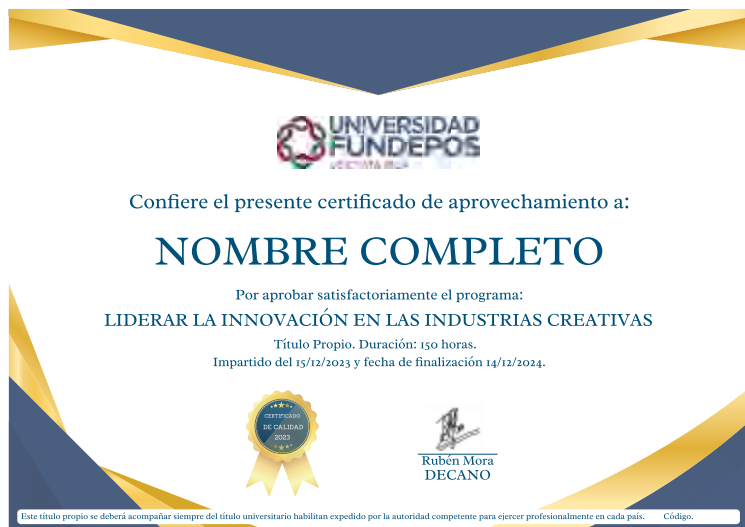 UNIVERSIDAD
FUNDEPOS
Confiere el presente certificado de aprovechamiento a:
NOMBRE COMPLETO
Por aprobar satisfactoriamente el programa:
LIDERAR LA INNOVACIÓN EN LAS INDUSTRIAS CREATIVAS
Título Propio. Duración: 150 horas.
Impartido del 15/12/2023 y fecha de finalización 14/12/2024.
CERTIFICADO
DE CALIDAD
2023
Rubén Mora
DECANO
Este título propio se deberá acompañar siempre del título universitario habilitan expedido por la autoridad competente para ejercer profesionalmente en cada país. Código.